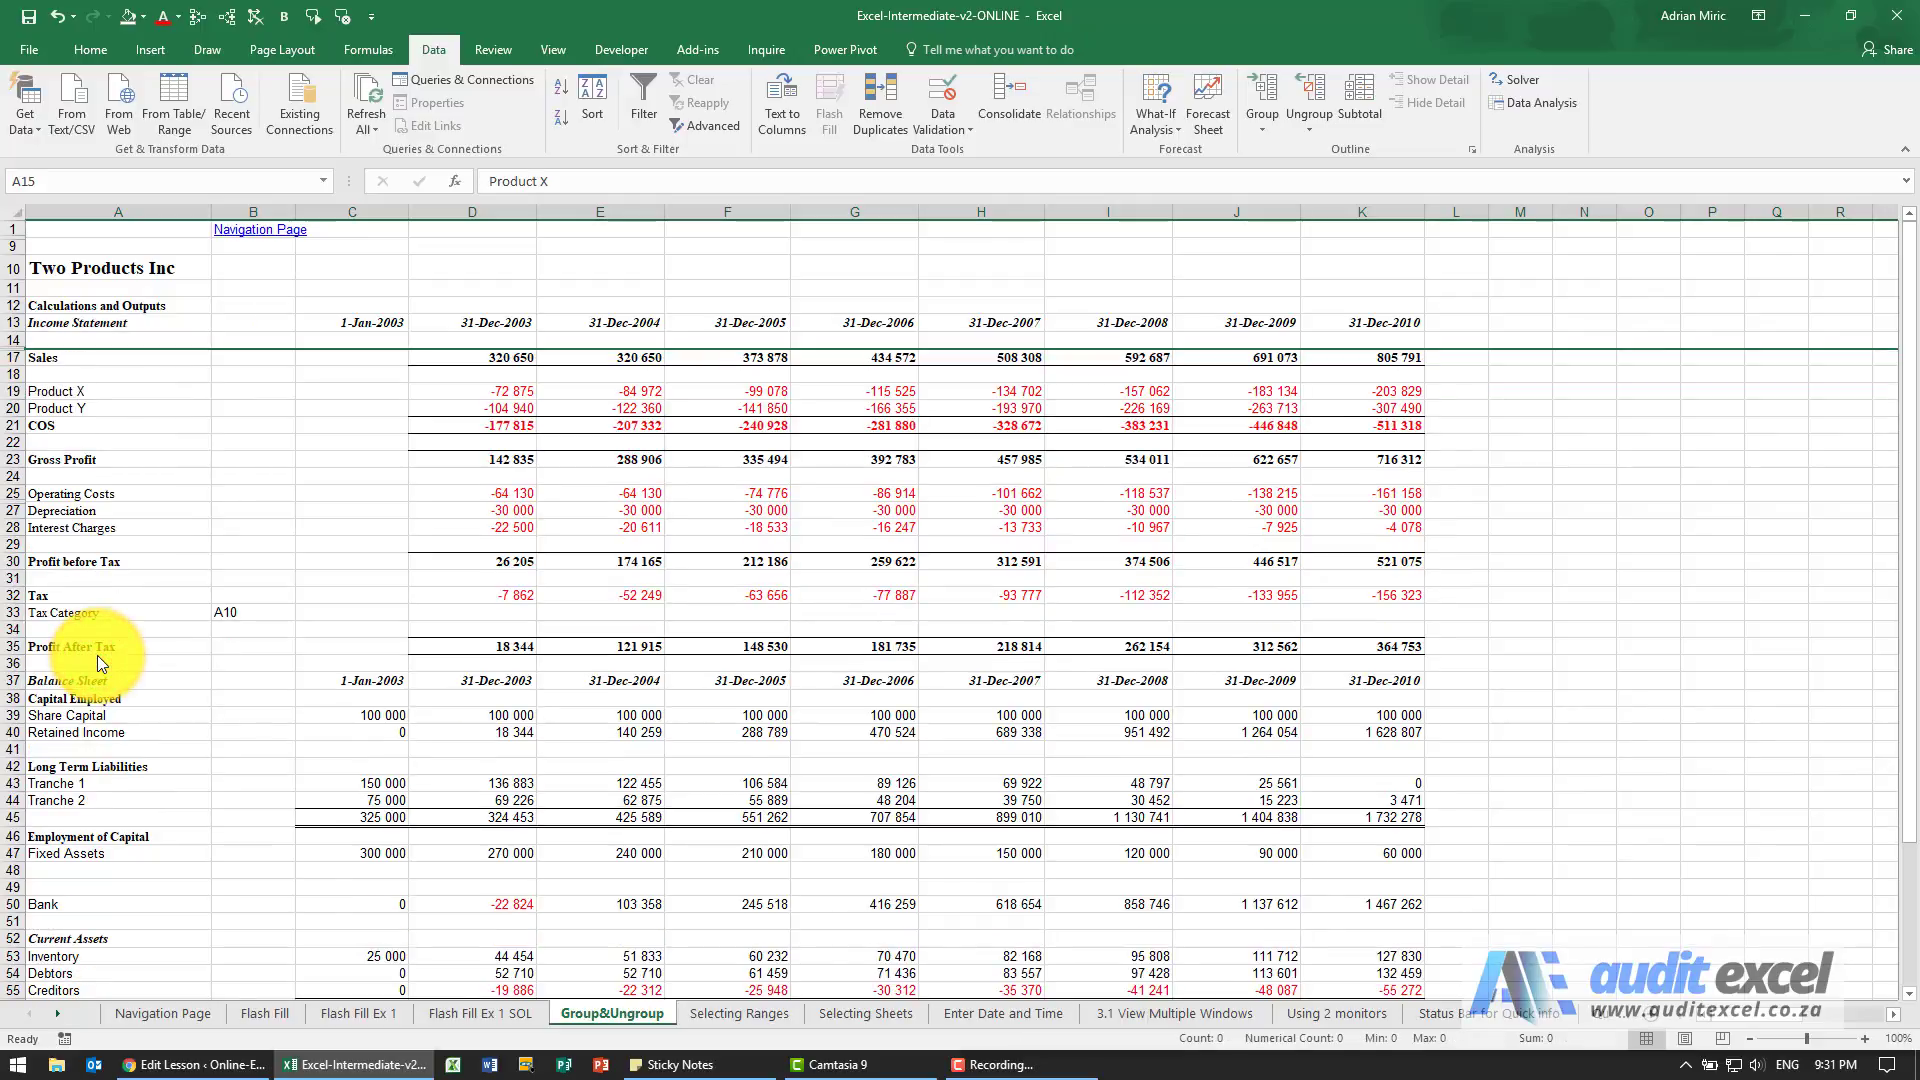 Excel-Intermediate-v2-ONLINE - Excel
Adrian Miric
File Home Insert Draw Page Layout Formulas Data Review View Developer Add-ins Inquire Power Pivot Tell me what you want to do Share
Get Data From Text/CSV From Web From Table/Range Recent Sources Existing Connections
Get & Transform Data
Refresh All Queries & Connections Properties Edit Links
Queries & Connections
Sort Filter Clear Reapply Advanced
Sort & Filter
Text to Columns Flash Fill Remove Duplicates Data Validation Consolidate Relationships
Data Tools
What-If Analysis Forecast Sheet
Forecast
Group Ungroup Subtotal Show Detail Hide Detail
Outline
Solver Data Analysis
Analysis
A15 fx Product X
A B C D E F G H I J K L M N O P Q R
1 Navigation Page
9
10 Two Products Inc
11
12 Calculations and Outputs
13 Income Statement 1-Jan-2003 31-Dec-2003 31-Dec-2004 31-Dec-2005 31-Dec-2006 31-Dec-2007 31-Dec-2008 31-Dec-2009 31-Dec-2010
14
17 Sales 320 650 320 650 373 878 434 572 508 308 592 687 691 073 805 791
18
19 Product X -72 875 -84 972 -99 078 -115 525 -134 702 -157 062 -183 134 -203 829
20 Product Y -104 940 -122 360 -141 850 -166 355 -193 970 -226 169 -263 713 -307 490
21 COS -177 815 -207 332 -240 928 -281 880 -328 672 -383 231 -446 848 -511 318
22
23 Gross Profit 142 835 288 906 335 494 392 783 457 985 534 011 622 657 716 312
24
25 Operating Costs -64 130 -64 130 -74 776 -86 914 -101 662 -118 537 -138 215 -161 158
27 Depreciation -30 000 -30 000 -30 000 -30 000 -30 000 -30 000 -30 000 -30 000
28 Interest Charges -22 500 -20 611 -18 533 -16 247 -13 733 -10 967 -7 925 -4 078
29
30 Profit before Tax 26 205 174 165 212 186 259 622 312 591 374 506 446 517 521 075
31
32 Tax -7 862 -52 249 -63 656 -77 887 -93 777 -112 352 -133 955 -156 323
33 Tax Category A10
34
35 Profit After Tax 18 344 121 915 148 530 181 735 218 814 262 154 312 562 364 753
36
37 Balance Sheet 1-Jan-2003 31-Dec-2003 31-Dec-2004 31-Dec-2005 31-Dec-2006 31-Dec-2007 31-Dec-2008 31-Dec-2009 31-Dec-2010
38 Capital Employed
39 Share Capital 100 000 100 000 100 000 100 000 100 000 100 000 100 000 100 000 100 000
40 Retained Income 0 18 344 140 259 288 789 470 524 689 338 951 492 1 264 054 1 628 807
41
42 Long Term Liabilities
43 Tranche 1 150 000 136 883 122 455 106 584 89 126 69 922 48 797 25 561 0
44 Tranche 2 75 000 69 226 62 875 55 889 48 204 39 750 30 452 15 223 3 471
45 325 000 324 453 425 589 551 262 707 854 899 010 1 130 741 1 404 838 1 732 278
46 Employment of Capital
47 Fixed Assets 300 000 270 000 240 000 210 000 180 000 150 000 120 000 90 000 60 000
48
49
50 Bank 0 -22 824 103 358 245 518 416 259 618 654 858 746 1 137 612 1 467 262
51
52 Current Assets
53 Inventory 25 000 44 454 51 833 60 232 70 470 82 168 95 808 111 712 127 830
54 Debtors 0 52 710 52 710 61 459 71 436 83 557 97 428 113 601 132 459
55 Creditors 0 -19 886 -22 312 -25 948 -30 312 -35 370 -41 241 -48 087 -55 272
audit excel
www.auditexcel.co.za
Navigation Page Flash Fill Flash Fill Ex 1 Flash Fill Ex 1 SOL Group&Ungroup Selecting Ranges Selecting Sheets Enter Date and Time 3.1 View Multiple Windows Using 2 monitors Status Bar for Quick info
Ready Count: 0 Numerical Count: 0 Min: 0 Max: 0 Sum: 0 100%
Edit Lesson ‹ Online-E... Excel-Intermediate-v2... Sticky Notes Camtasia 9 Recording... ENG 9:31 PM